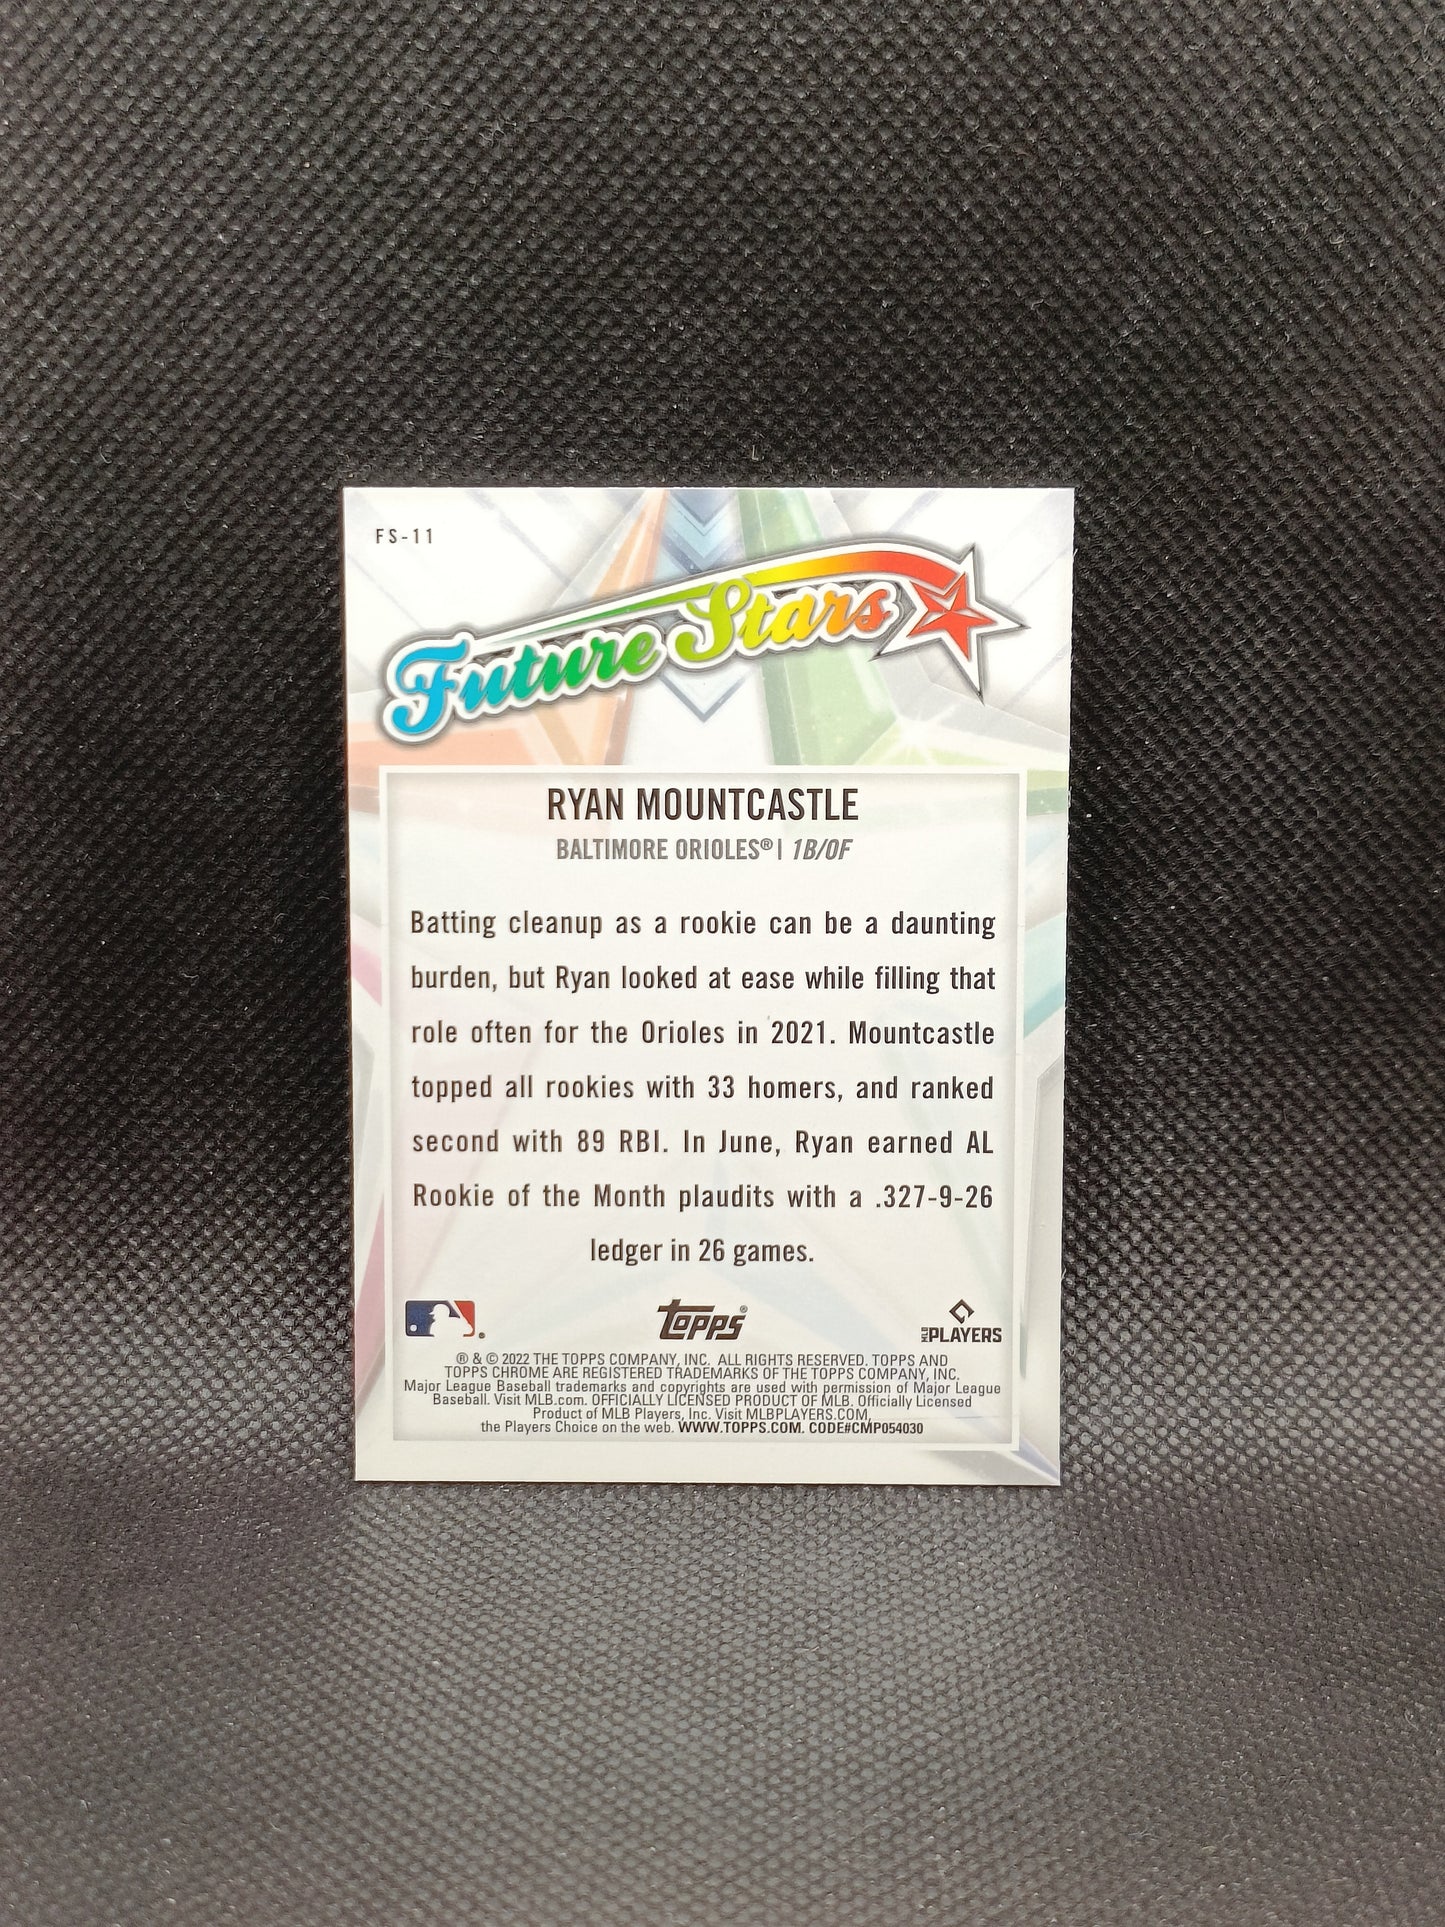 FS-11
Future Stars
RYAN MOUNTCASTLE
BALTIMORE ORIOLES® | 1B/OF
Batting cleanup as a rookie can be a daunting
burden, but Ryan looked at ease while filling that
role often for the Orioles in 2021. Mountcastle
topped all rookies with 33 homers, and ranked
second with 89 RBI. In June, Ryan earned AL
Rookie of the Month plaudits with a .327-9-26
ledger in 26 games.
topps®
MLB PLAYERS
® & © 2022 THE TOPPS COMPANY, INC. ALL RIGHTS RESERVED. TOPPS AND
TOPPS CHROME ARE REGISTERED TRADEMARKS OF THE TOPPS COMPANY, INC.
Major League Baseball trademarks and copyrights are used with permission of Major League
Baseball. Visit MLB.com. OFFICIALLY LICENSED PRODUCT OF MLB. Officially Licensed
Product of MLB Players, Inc. Visit MLBPLAYERS.COM,
the Players Choice on the web. WWW.TOPPS.COM. CODE#CMP054030